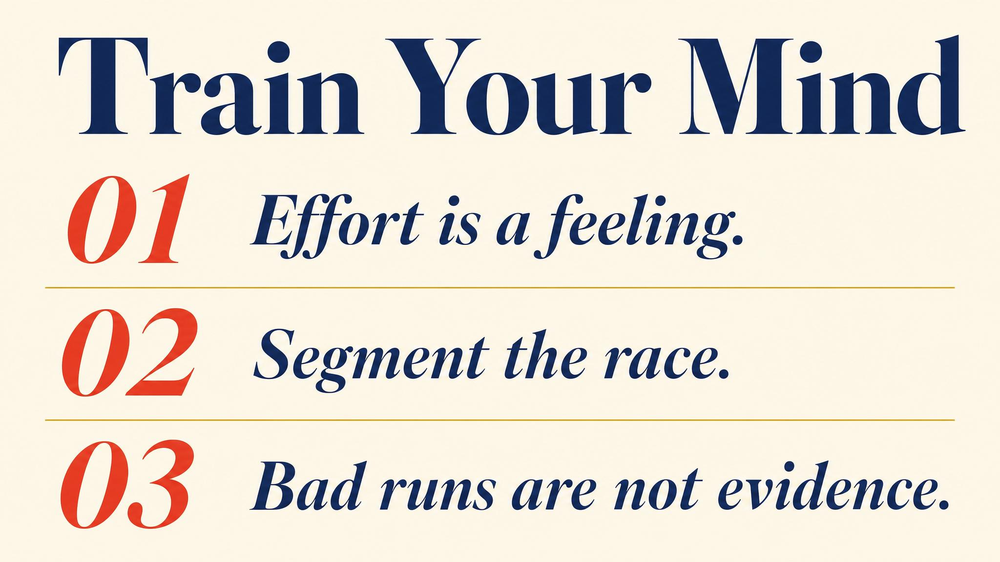 Train Your Mind
01 Effort is a feeling.
02 Segment the race.
03 Bad runs are not evidence.